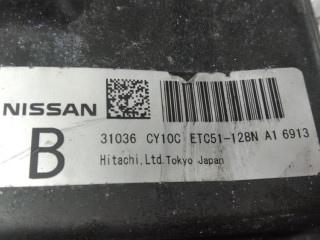 NISSAN
B
31036 CY10C ETC51-128N A1 6913
Hitachi,Ltd.Tokyo Japan